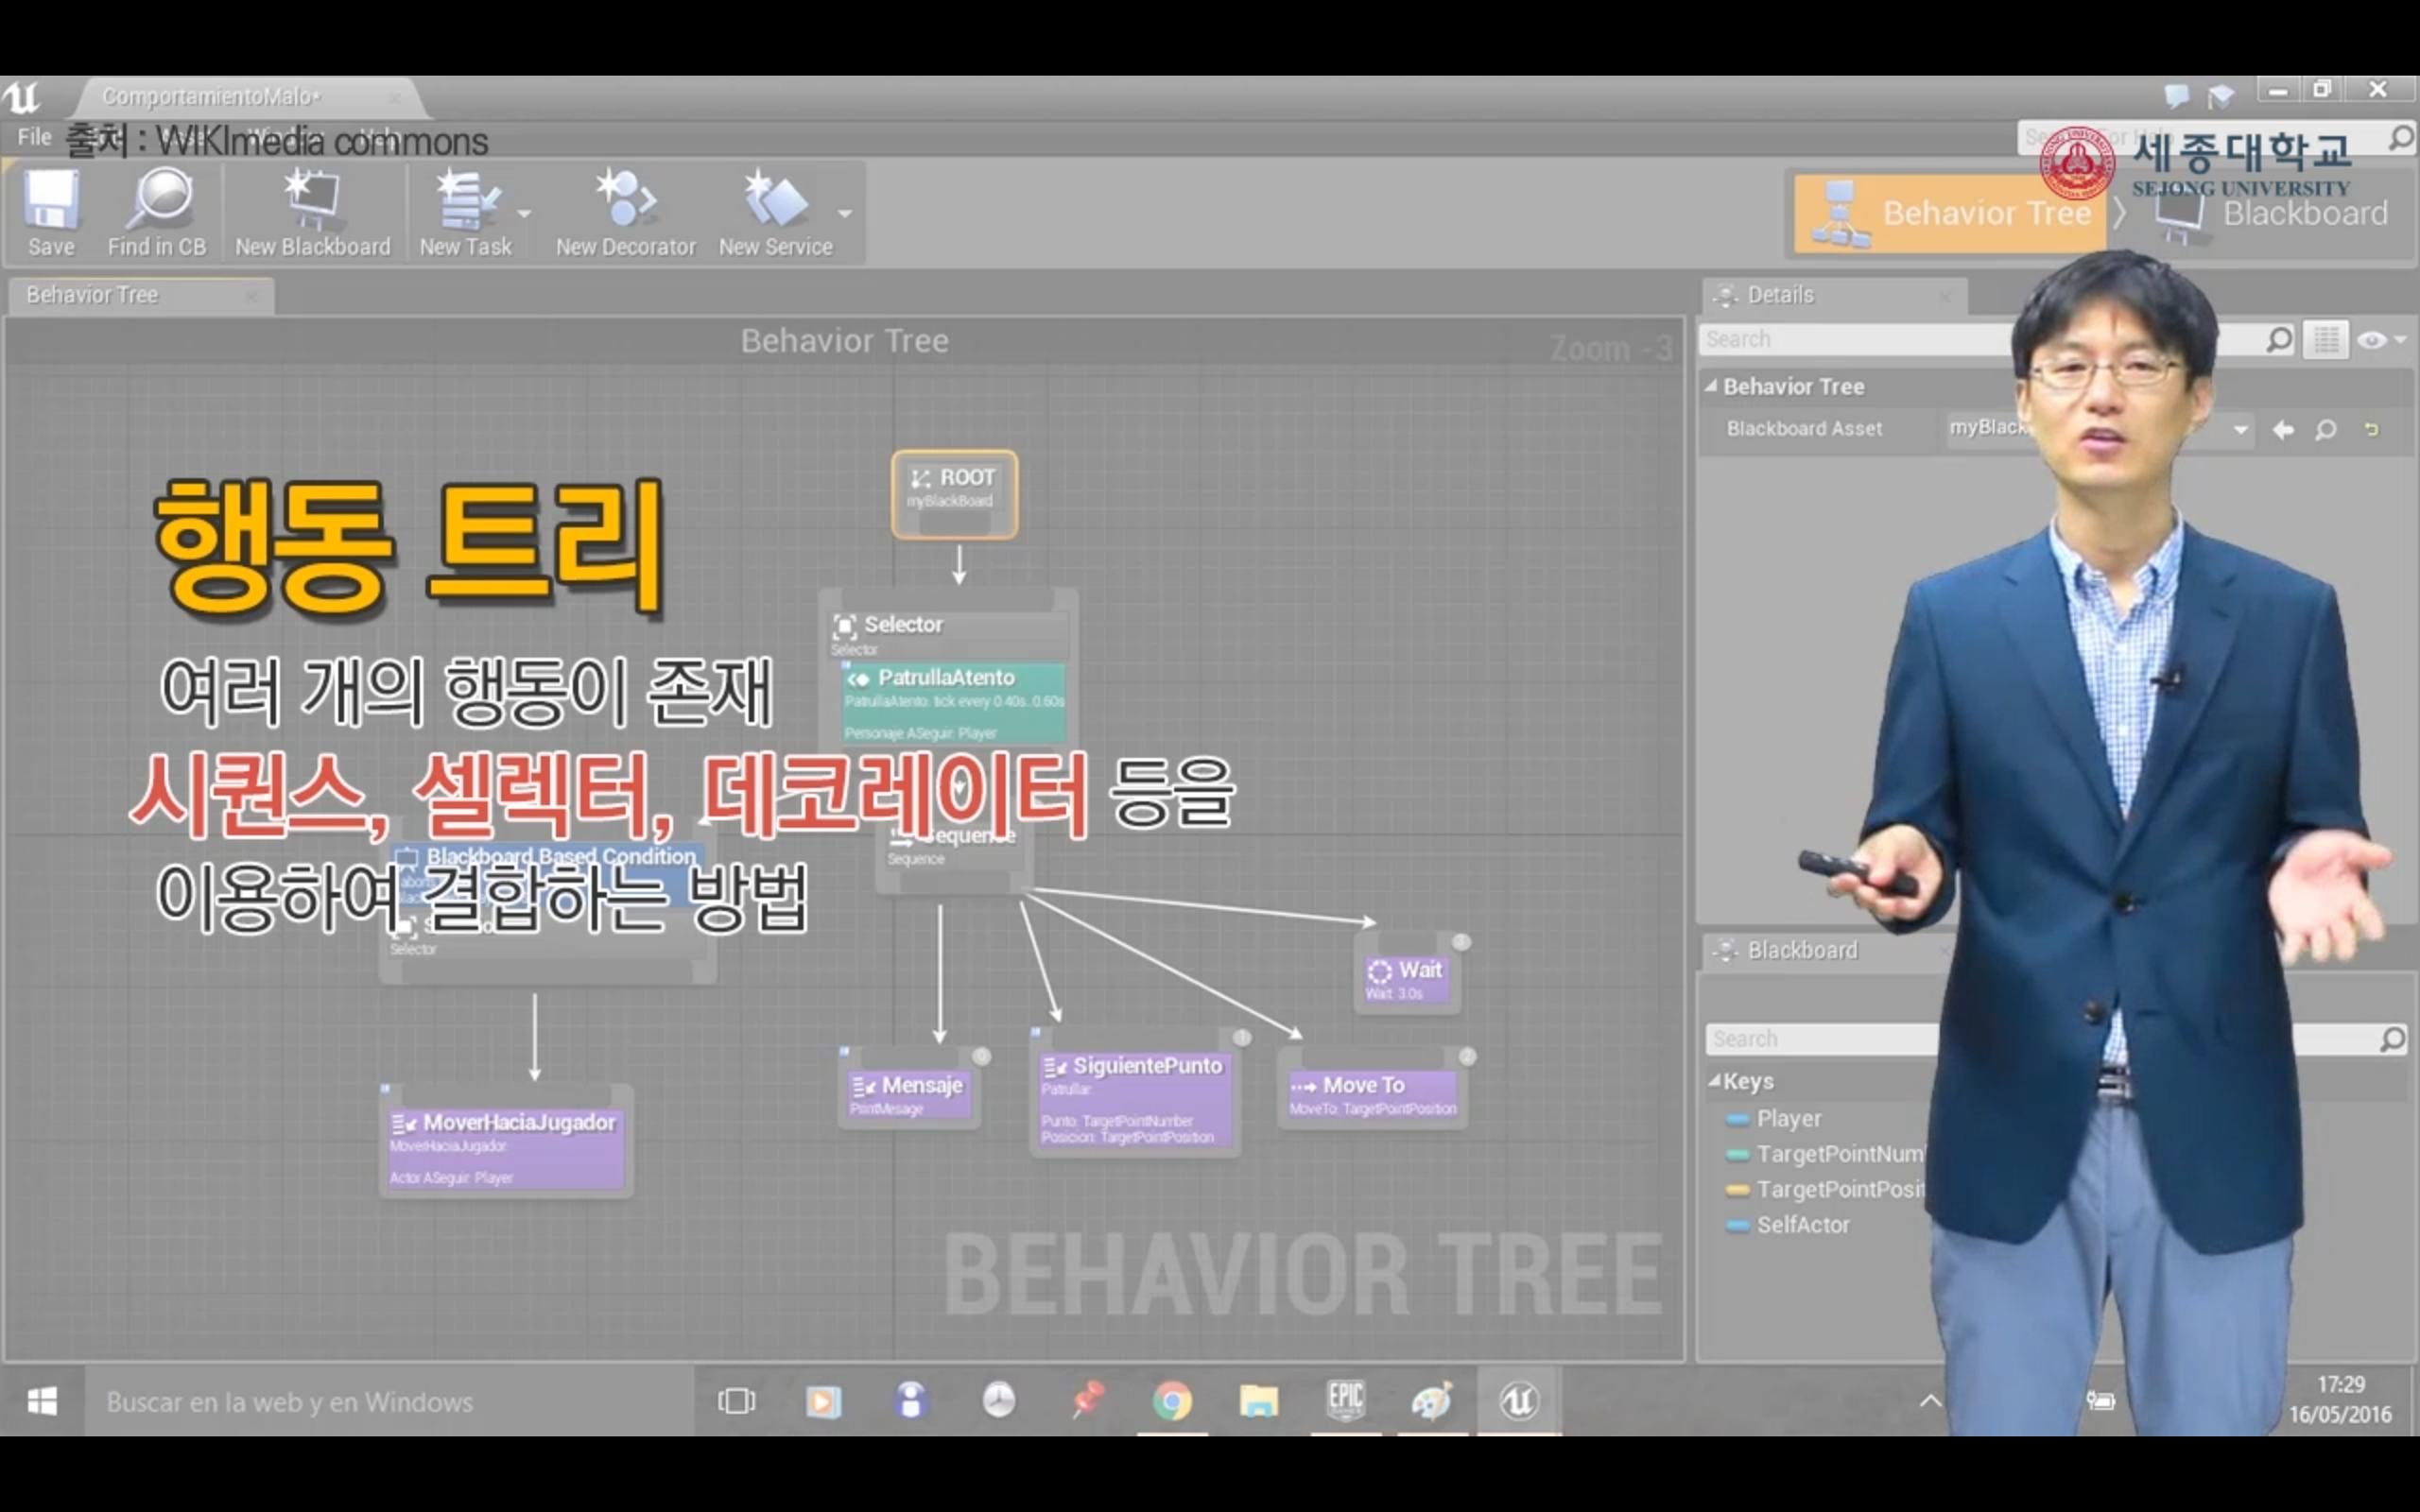 ComportamientoMalo*
File
출처 : WIKImedia commons
세종대학교
SEJONG UNIVERSITY
Save
Find in CB
New Blackboard
New Task
New Decorator
New Service
Behavior Tree
Blackboard
Behavior Tree
Details
Behavior Tree
Zoom -3
Search
Behavior Tree
Blackboard Asset
myBlack
ROOT
myBlackBoard
행동 트리
Selector
Selector
여러 개의 행동이 존재
PatrullaAtento
PatrullaAtento: tick every 0.40s..0.60s
Personaje ASeguir: Player
시퀀스, 셀렉터, 데코레이터 등을
Sequence
Sequence
Blackboard Based Condition
이용하여 결합하는 방법
Selector
Wait
Wait: 3.0s
Mensaje
PrintMesage
SiguientePunto
Patrullar:
Punto: TargetPointNumber
Posicion: TargetPointPosition
Move To
MoveTo: TargetPointPosition
MoverHaciaJugador
MoverHaciaJugador:
Actor ASeguir: Player
BEHAVIOR TREE
Blackboard
Search
Keys
Player
TargetPointNum
TargetPointPosit
SelfActor
Buscar en la web y en Windows
EPIC
17:29
16/05/2016